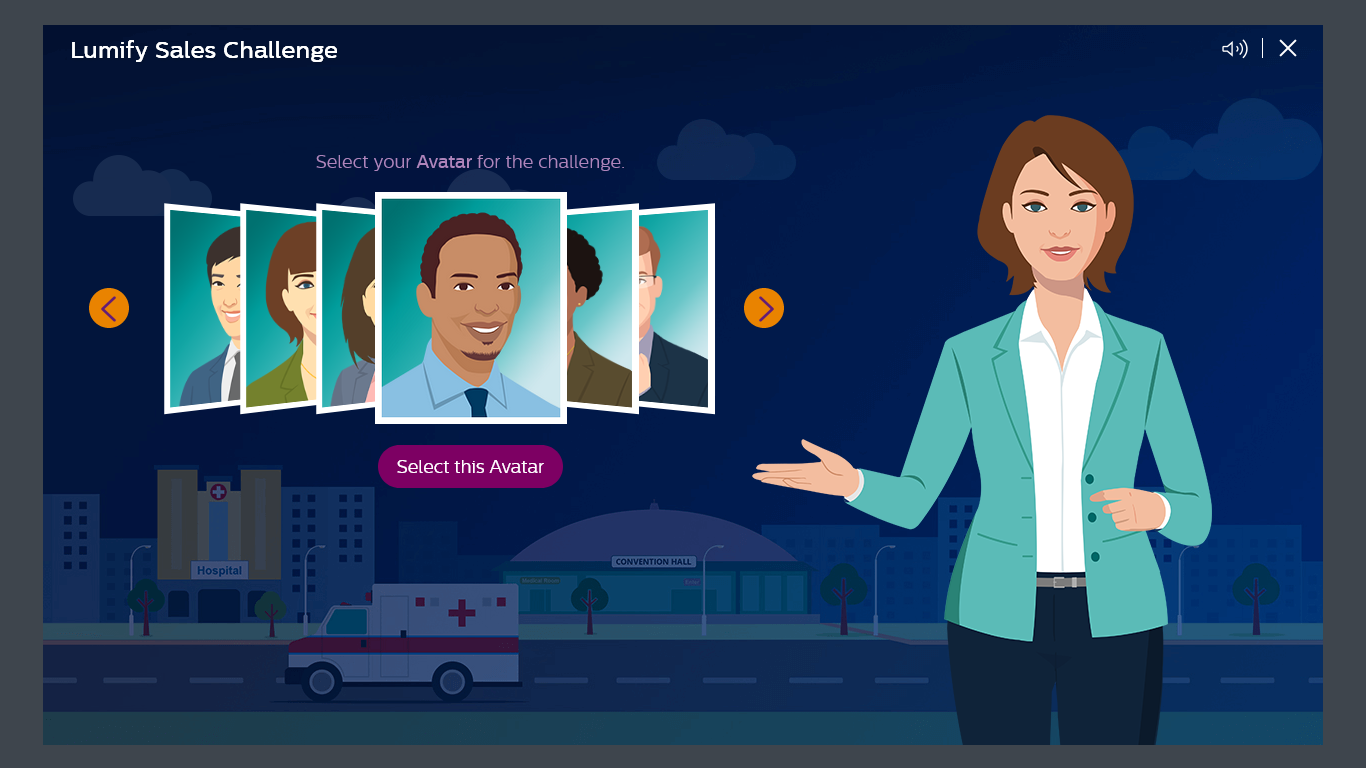 Lumify Sales Challenge
Select your Avatar for the challenge.
Select this Avatar
Hospital
CONVENTION HALL